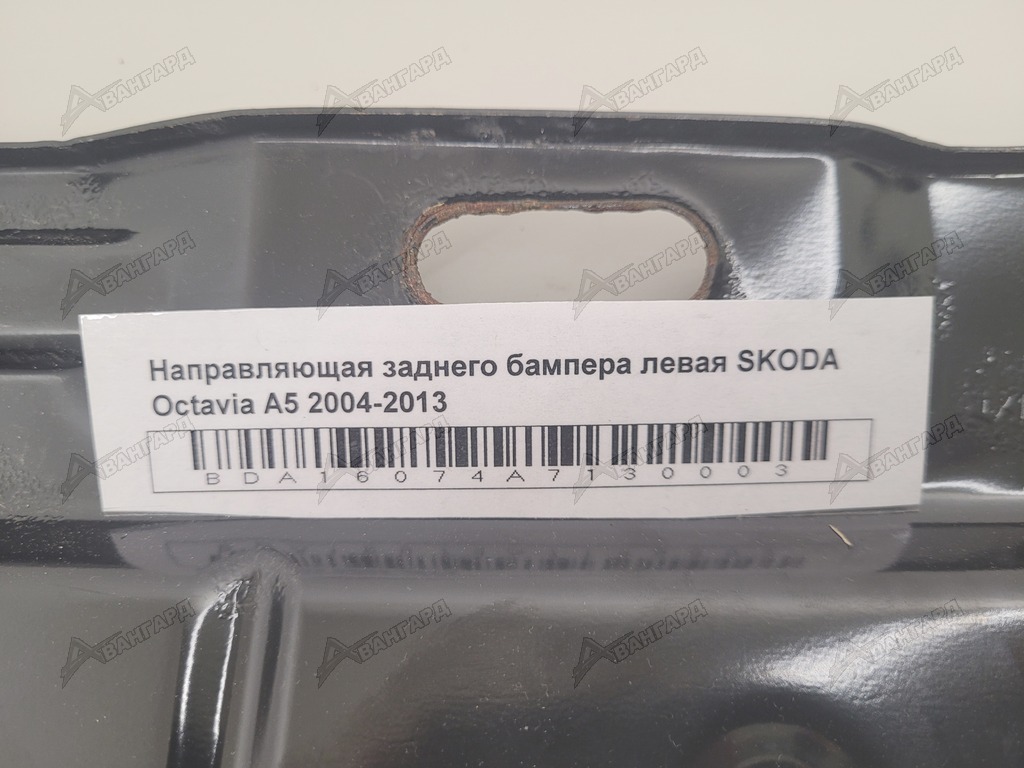 Направляющая заднего бампера левая SKODA
Octavia A5 2004-2013
BDA16074A7130003
АВАНГАРД